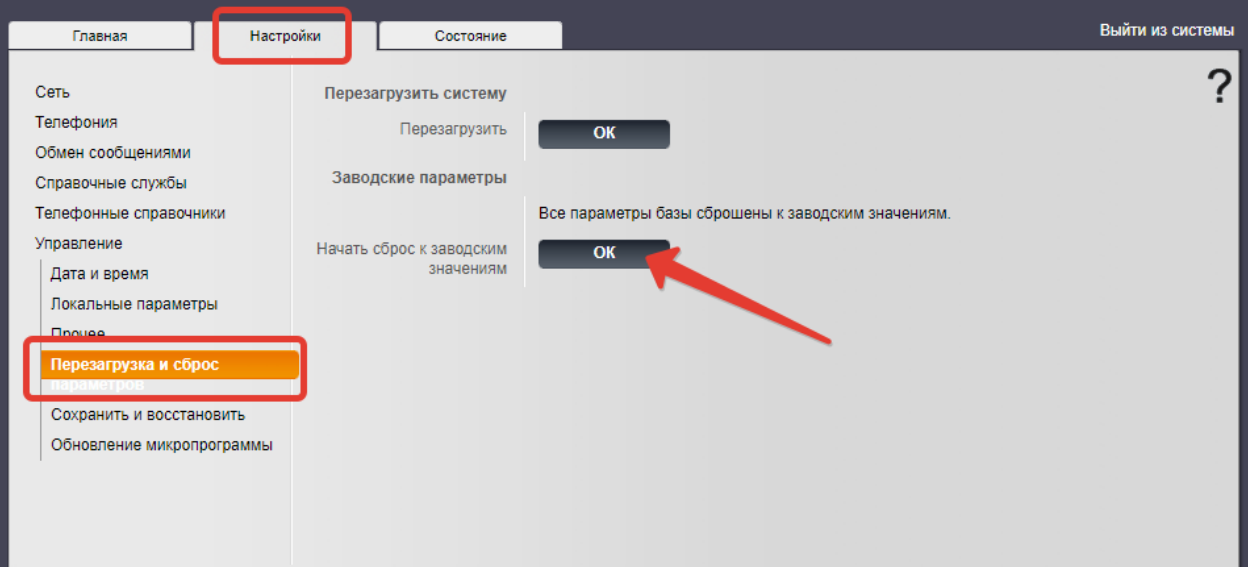 Главная
Настройки
Состояние
Выйти из системы
?
Сеть
Телефония
Обмен сообщениями
Справочные службы
Телефонные справочники
Управление
Дата и время
Локальные параметры
Прочее
Перезагрузка и сброс
параметров
Сохранить и восстановить
Обновление микропрограммы
Перезагрузить систему
Перезагрузить
ОК
Заводские параметры
Все параметры базы сброшены к заводским значениям.
Начать сброс к заводским
значениям
ОК